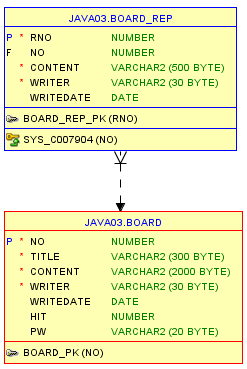 JAVA03.BOARD_REP
P * RNO NUMBER
F NO NUMBER
* CONTENT VARCHAR2 (500 BYTE)
* WRITER VARCHAR2 (30 BYTE)
WRITEDATE DATE
BOARD_REP_PK (RNO)
SYS_C007904 (NO)
JAVA03.BOARD
P * NO NUMBER
* TITLE VARCHAR2 (300 BYTE)
* CONTENT VARCHAR2 (2000 BYTE)
* WRITER VARCHAR2 (30 BYTE)
WRITEDATE DATE
HIT NUMBER
PW VARCHAR2 (20 BYTE)
BOARD_PK (NO)